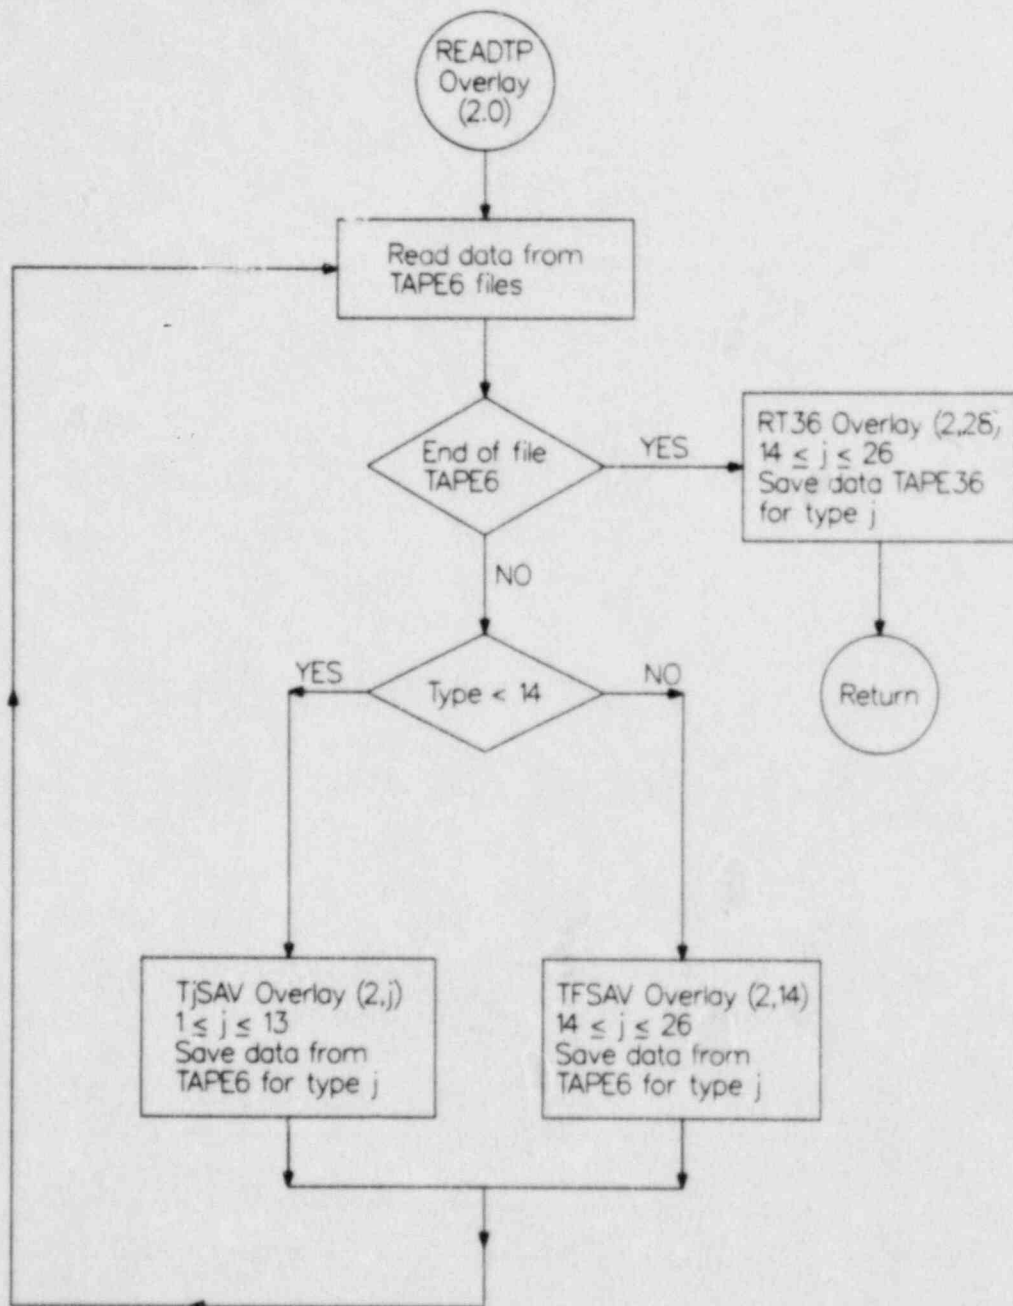 READTP
Overlay
(2.0)
Read data from
TAPE6 files
End of file
TAPE6
YES
RT36 Overlay
14 ≤ j ≤ 26
Save data TAPE36
for type j
NO
YES
Type < 14
NO
Return
TjSAV Overlay (2,j)
1 ≤ j ≤ 13
Save data from
TAPE6 for type j
TFSAV Overlay (2,14)
14 ≤ j ≤ 26
Save data from
TAPE6 for type j